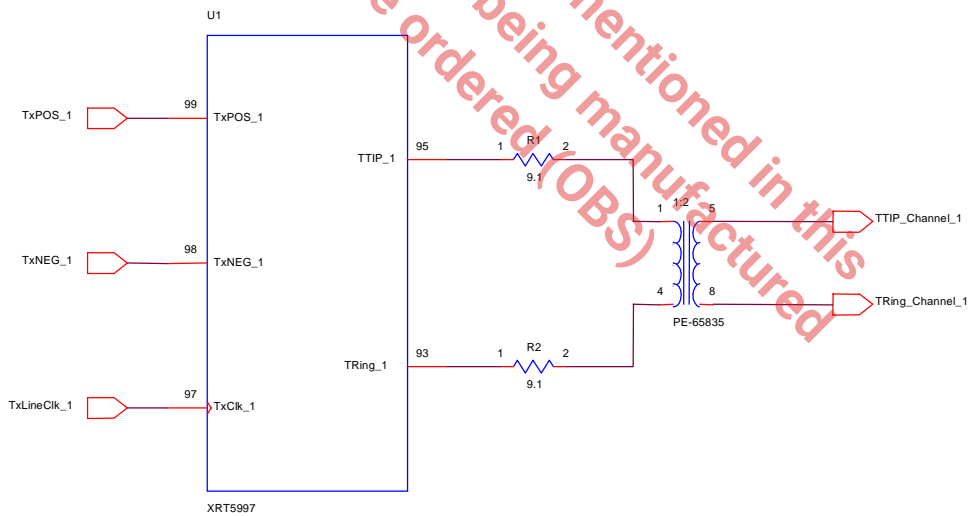 mentioned in this
being manufactured
e ordered (OBS)
U1
TxPOS_1
99
TxPOS_1
TTIP_1
95
1
R1
2
9.1
1
1:2
5
TTIP_Channel_1
TxNEG_1
98
TxNEG_1
4
8
TRing_Channel_1
PE-65835
TRing_1
93
1
R2
2
9.1
TxLineClk_1
97
TxClk_1
XRT5997